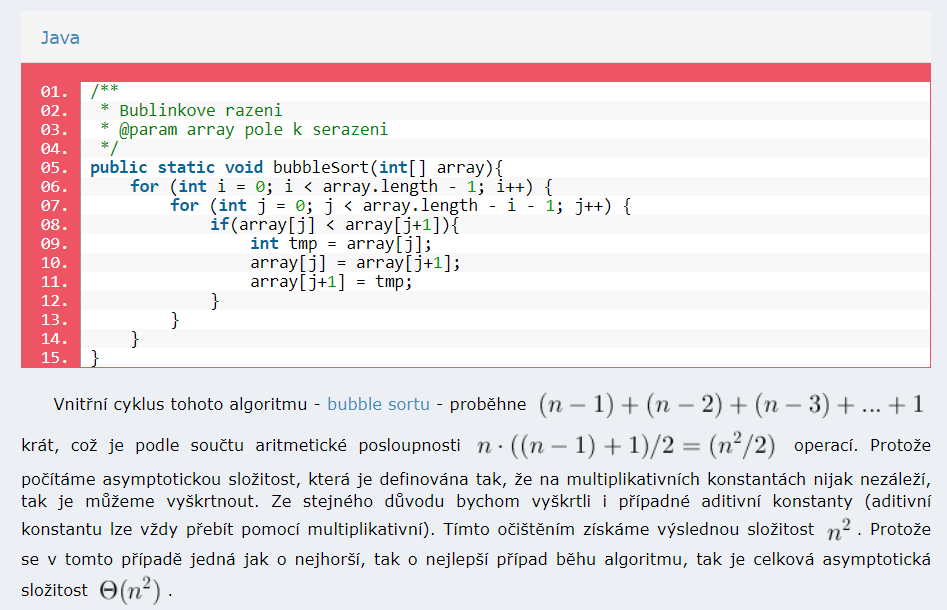 Java
01. /**
02.  * Bublinkove razeni
03.  * @param array pole k serazeni
04.  */
05. public static void bubbleSort(int[] array){
06.     for (int i = 0; i < array.length - 1; i++) {
07.         for (int j = 0; j < array.length - i - 1; j++) {
08.             if(array[j] < array[j+1]){
09.                 int tmp = array[j];
10.                 array[j] = array[j+1];
11.                 array[j+1] = tmp;
12.             }
13.         }
14.     }
15. }
Vnitřní cyklus tohoto algoritmu - bubble sortu - proběhne (n − 1) + (n − 2) + (n − 3) + ... + 1
krát, což je podle součtu aritmetické posloupnosti n · ((n − 1) + 1)/2 = (n²/2) operací. Protože
počítáme asymptotickou složitost, která je definována tak, že na multiplikativních konstantách nijak nezáleží,
tak je můžeme vyškrtnout. Ze stejného důvodu bychom vyškrtli i případné aditivní konstanty (aditivní
konstantu lze vždy přebít pomocí multiplikativní). Tímto očištěním získáme výslednou složitost n². Protože
se v tomto případě jedná jak o nejhorší, tak o nejlepší případ běhu algoritmu, tak je celková asymptotická
složitost Θ(n²) .